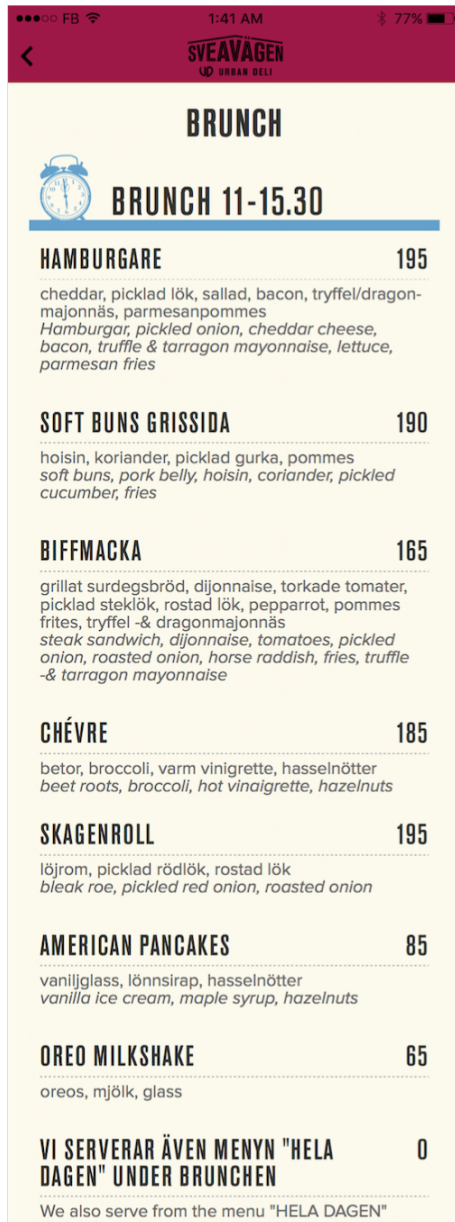 FB 1:41 AM 77%
SVEAVÄGEN
UD URBAN DELI
BRUNCH
BRUNCH 11-15.30
HAMBURGARE 195
cheddar, picklad lök, sallad, bacon, tryffel/dragon-
majonnäs, parmesanpommes
Hamburgar, pickled onion, cheddar cheese,
bacon, truffle & tarragon mayonnaise, lettuce,
parmesan fries
SOFT BUNS GRISSIDA 190
hoisin, koriander, picklad gurka, pommes
soft buns, pork belly, hoisin, coriander, pickled
cucumber, fries
BIFFMACKA 165
grillat surdegsbröd, dijonnaise, torkade tomater,
picklad steklök, rostad lök, pepparrot, pommes
frites, tryffel -& dragonmajonnäs
steak sandwich, dijonnaise, tomatoes, pickled
onion, roasted onion, horse raddish, fries, truffle
-& tarragon mayonnaise
CHÉVRE 185
betor, broccoli, varm vinigrette, hasselnötter
beet roots, broccoli, hot vinaigrette, hazelnuts
SKAGENROLL 195
löjrom, picklad rödlök, rostad lök
bleak roe, pickled red onion, roasted onion
AMERICAN PANCAKES 85
vaniljglass, lönnsirap, hasselnötter
vanilla ice cream, maple syrup, hazelnuts
OREO MILKSHAKE 65
oreos, mjölk, glass
VI SERVERAR ÄVEN MENYN "HELA 0
DAGEN" UNDER BRUNCHEN
We also serve from the menu "HELA DAGEN"